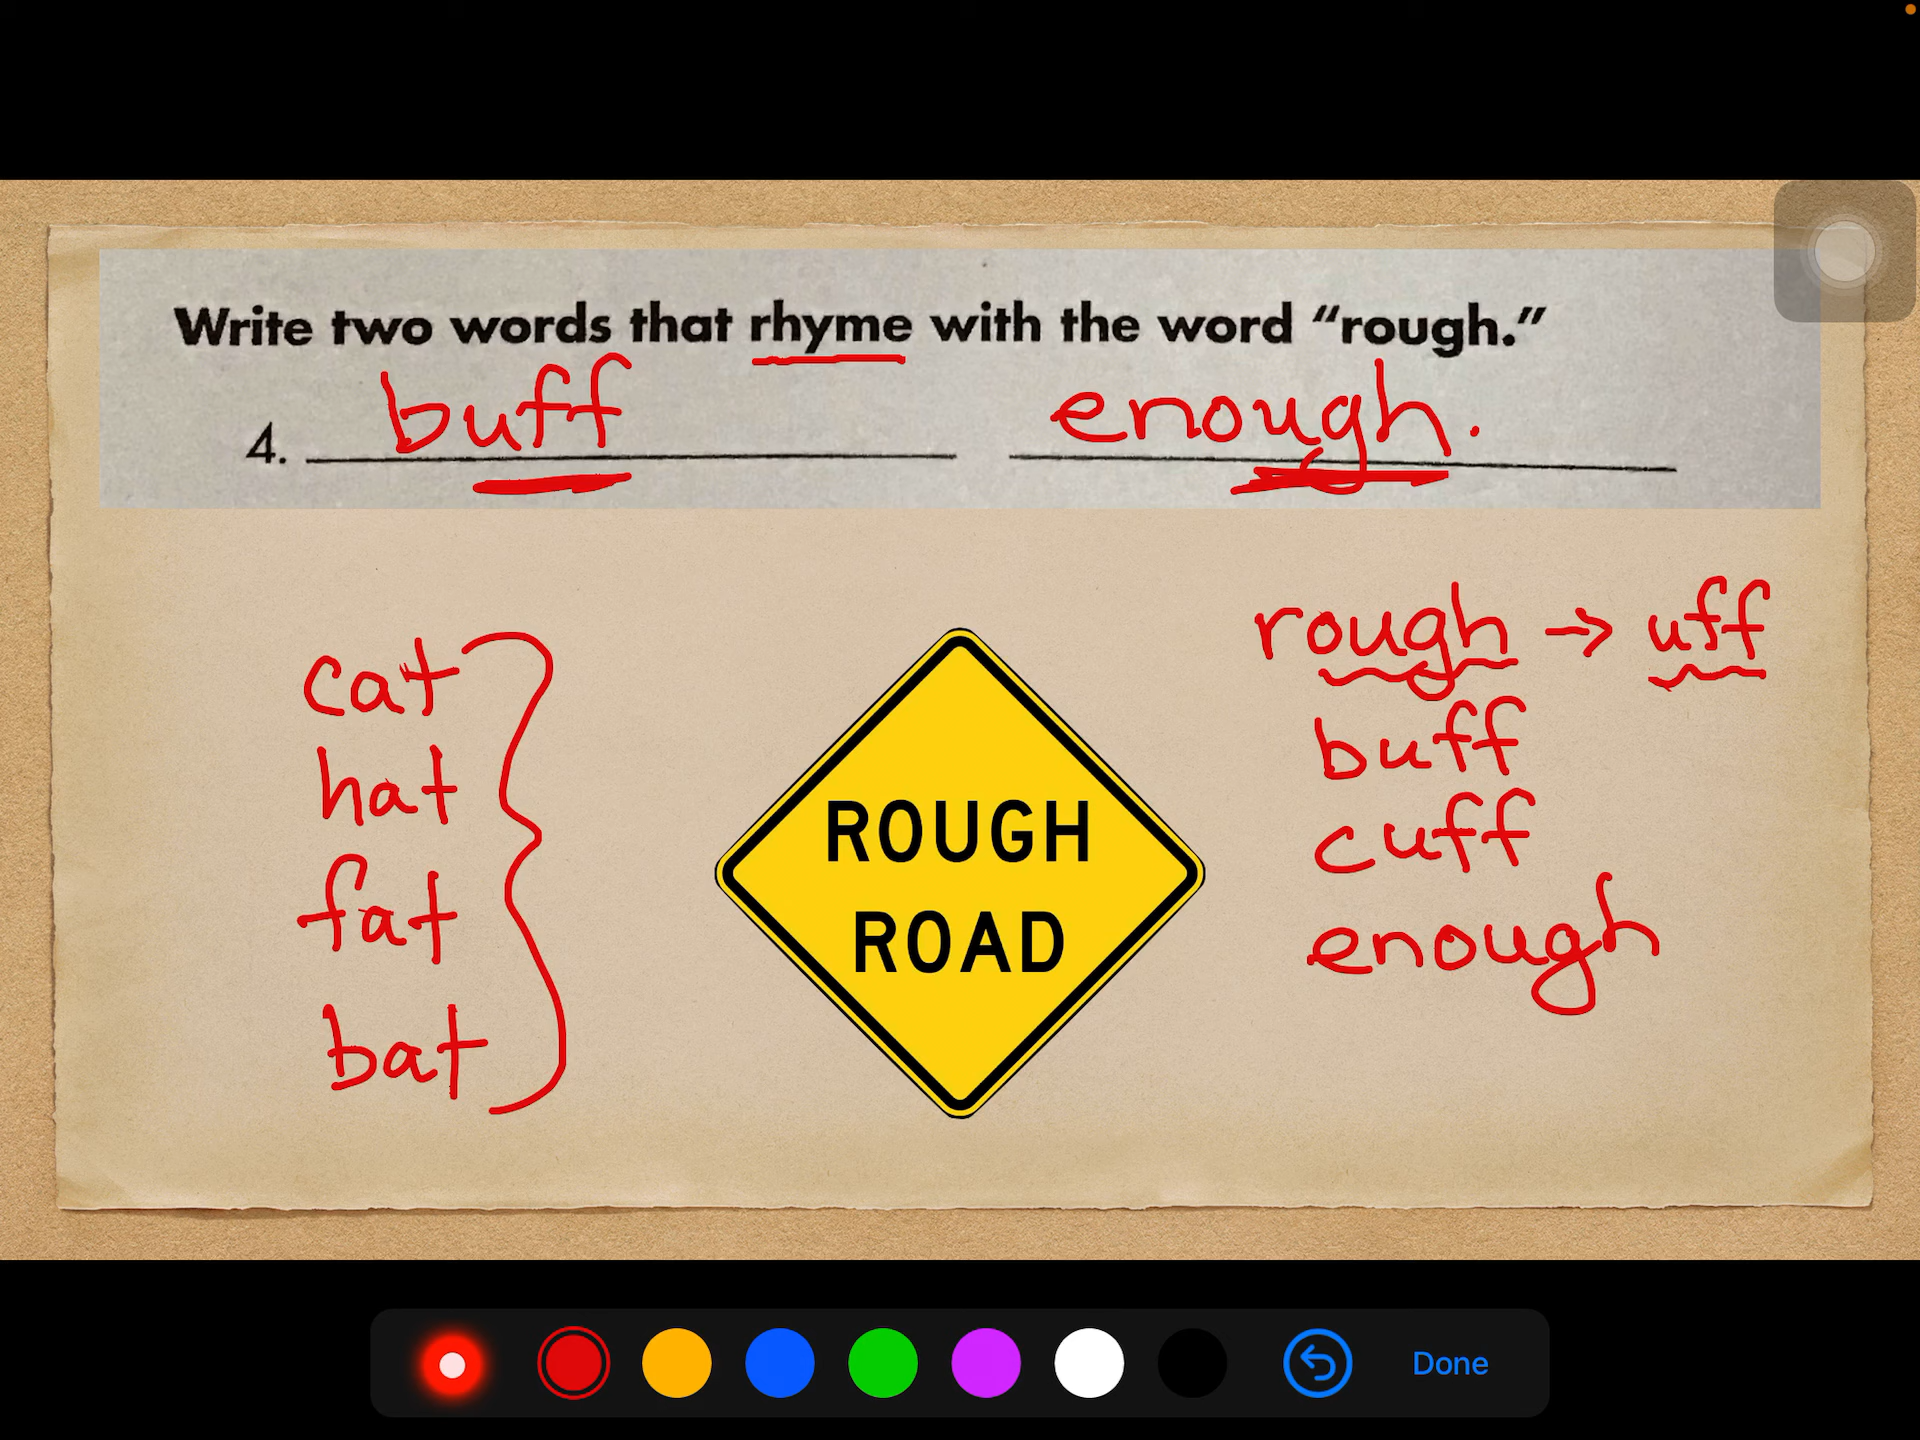 Write two words that rhyme with the word “rough.”
4. buff enough.
cat
hat
fat
bat
ROUGH
ROAD
rough → uff
buff
cuff
enough
Done